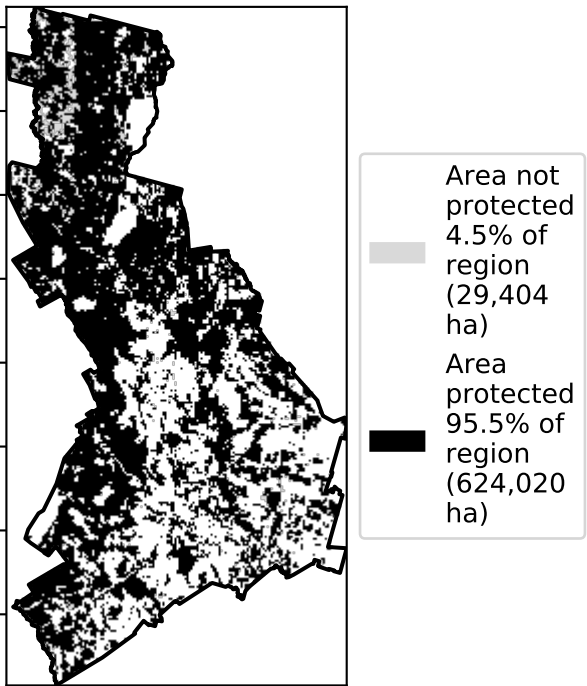 Area not
protected
4.5% of
region
(29,404
ha)
Area
protected
95.5% of
region
(624,020
ha)